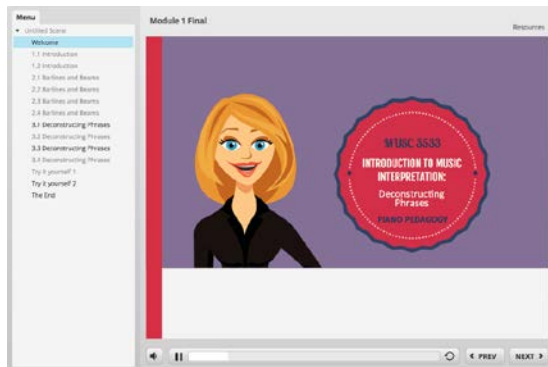 Menu
Module 1 Final
Resources
Untitled Scene
Welcome
1.1 Introduction
1.2 Introduction
2.1 Barlines and Beams
2.2 Barlines and Beams
2.3 Barlines and Beams
2.4 Barlines and Beams
3.1 Deconstructing Phrases
3.2 Deconstructing Phrases
3.3 Deconstructing Phrases
3.4 Deconstructing Phrases
Try it yourself 1
Try it yourself 2
The End
MUSC 3533
INTRODUCTION TO MUSIC
INTERPRETATION:
Deconstructing
Phrases
PIANO PEDAGOGY
PREV
NEXT